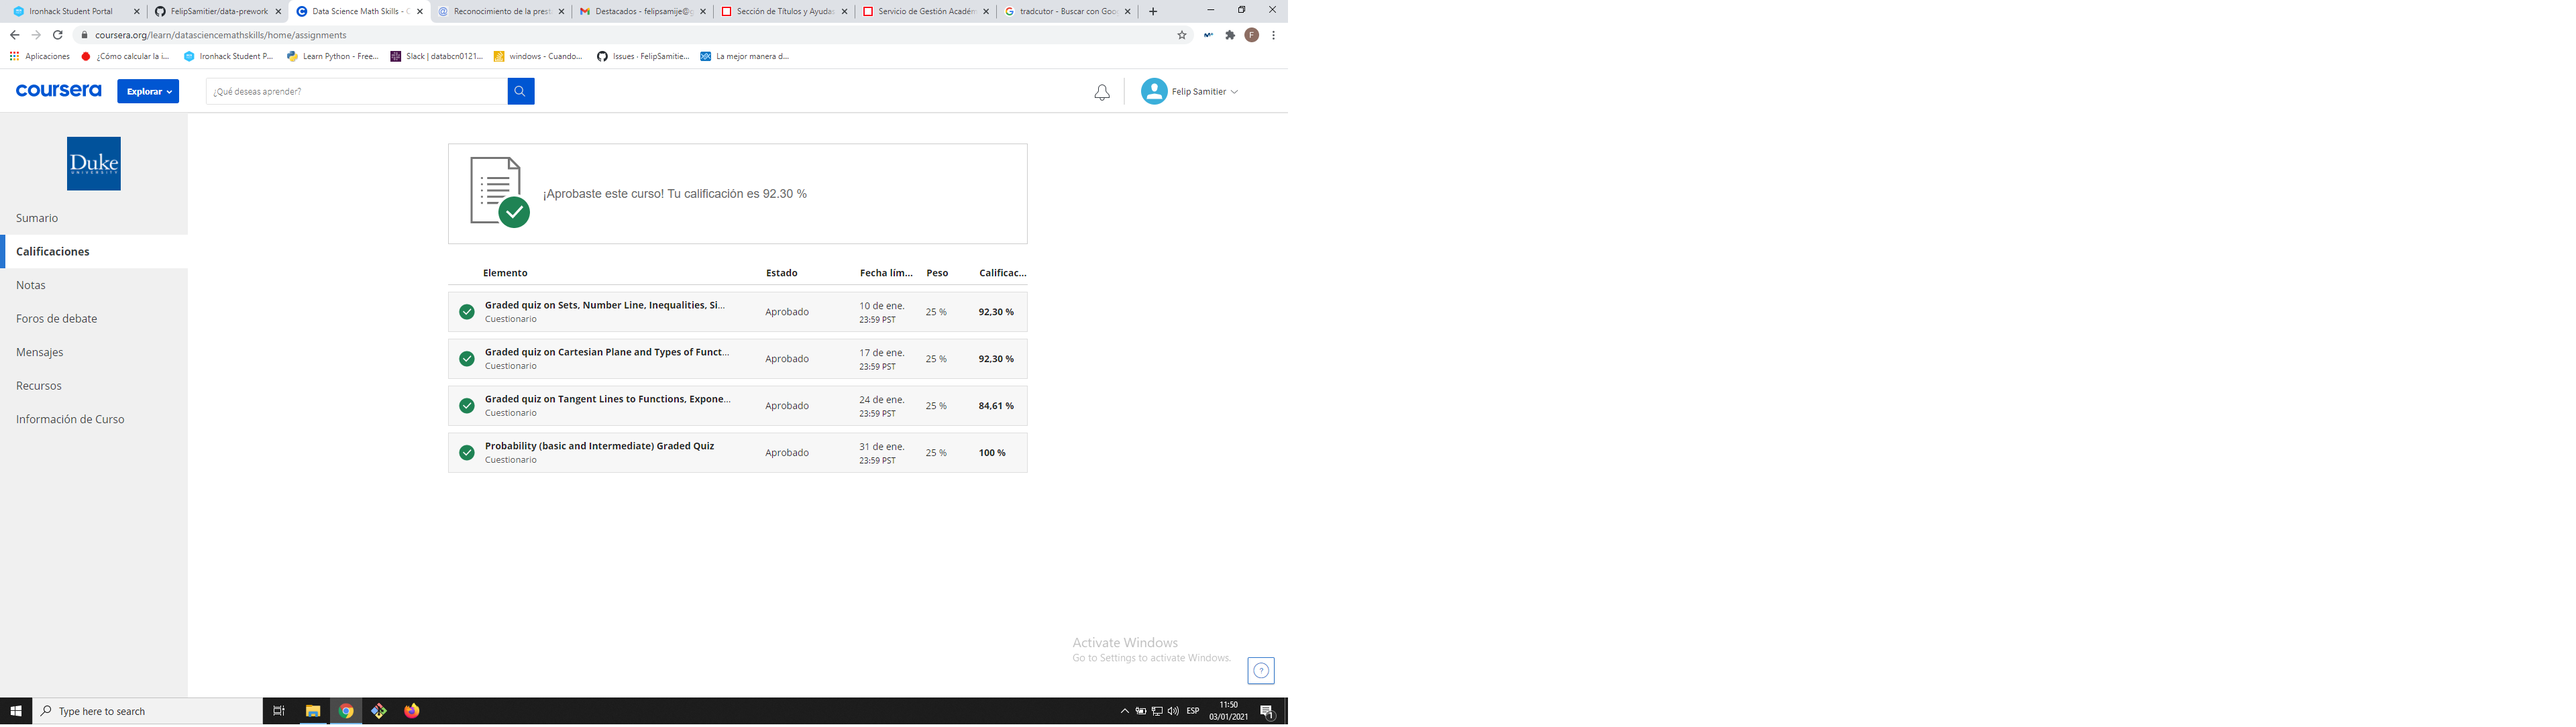 Ironhack Student Portal
FelipSamitier/data-prework
Data Science Math Skills - C
Reconocimiento de la prest
Destacados - felipsamije@g
Sección de Títulos y Ayudas
Servicio de Gestión Académ
tradcutor - Buscar con Goo
coursera.org/learn/datasciencemathskills/home/assignments
F
Aplicaciones
¿Cómo calcular la i...
Ironhack Student P...
Learn Python - Free...
Slack | databcn0121...
windows - Cuando...
Issues · FelipSamitie...
La mejor manera d...
coursera
Explorar
¿Qué deseas aprender?
Felip Samitier
Duke
UNIVERSITY
Sumario
Calificaciones
Notas
Foros de debate
Mensajes
Recursos
Información de Curso
¡Aprobaste este curso! Tu calificación es 92.30 %
Elemento Estado Fecha lím... Peso Calificac...
Graded quiz on Sets, Number Line, Inequalities, Si...
Cuestionario
Aprobado
10 de ene.
23:59 PST
25 %
92,30 %
Graded quiz on Cartesian Plane and Types of Funct...
Cuestionario
Aprobado
17 de ene.
23:59 PST
25 %
92,30 %
Graded quiz on Tangent Lines to Functions, Expone...
Cuestionario
Aprobado
24 de ene.
23:59 PST
25 %
84,61 %
Probability (basic and Intermediate) Graded Quiz
Cuestionario
Aprobado
31 de ene.
23:59 PST
25 %
100 %
Activate Windows
Go to Settings to activate Windows.
?
Type here to search
ESP
11:50
03/01/2021
1